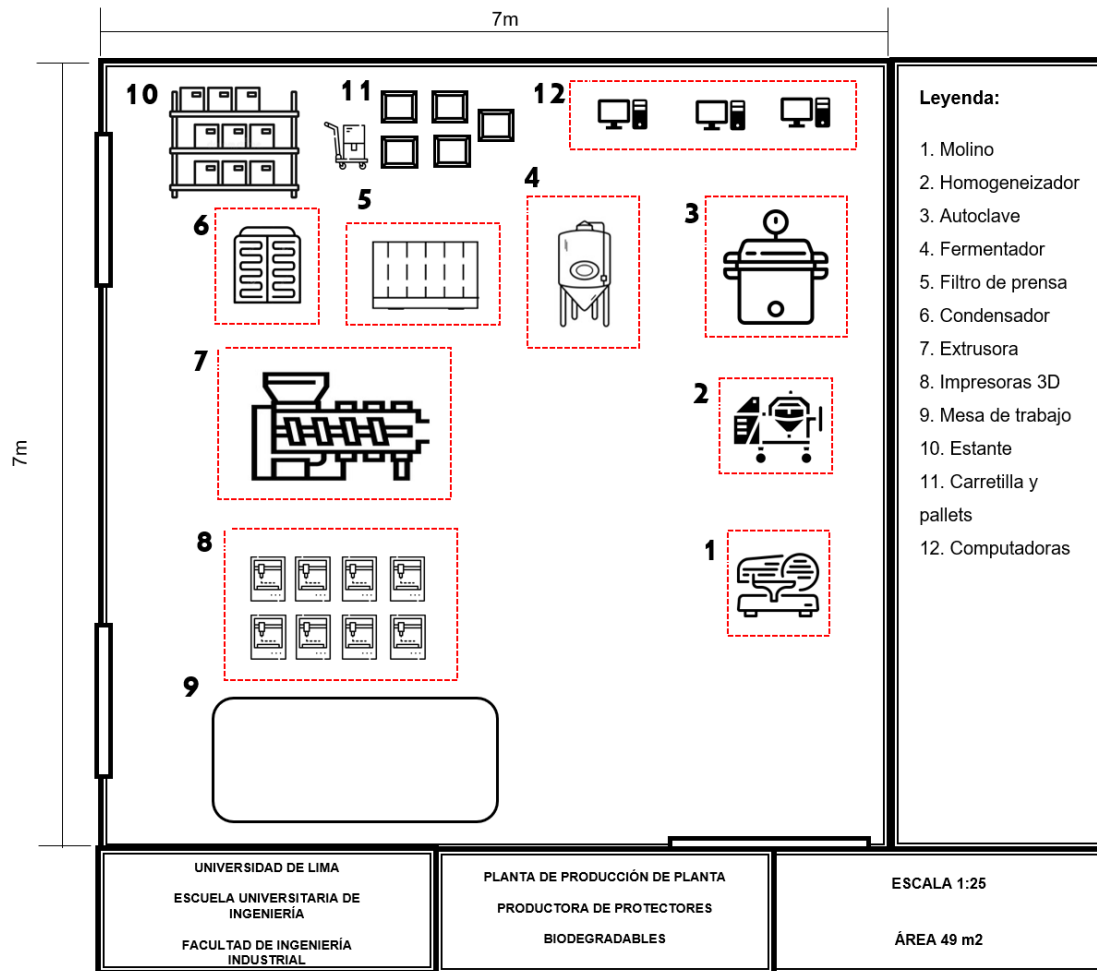 7m
7m
10
11
12
6
5
4
3
7
2
8
1
9
Leyenda:
1. Molino
2. Homogeneizador
3. Autoclave
4. Fermentador
5. Filtro de prensa
6. Condensador
7. Extrusora
8. Impresoras 3D
9. Mesa de trabajo
10. Estante
11. Carretilla y
pallets
12. Computadoras
UNIVERSIDAD DE LIMA
ESCUELA UNIVERSITARIA DE
INGENIERÍA
FACULTAD DE INGENIERÍA
INDUSTRIAL
PLANTA DE PRODUCCIÓN DE PLANTA
PRODUCTORA DE PROTECTORES
BIODEGRADABLES
ESCALA 1:25
ÁREA 49 m2